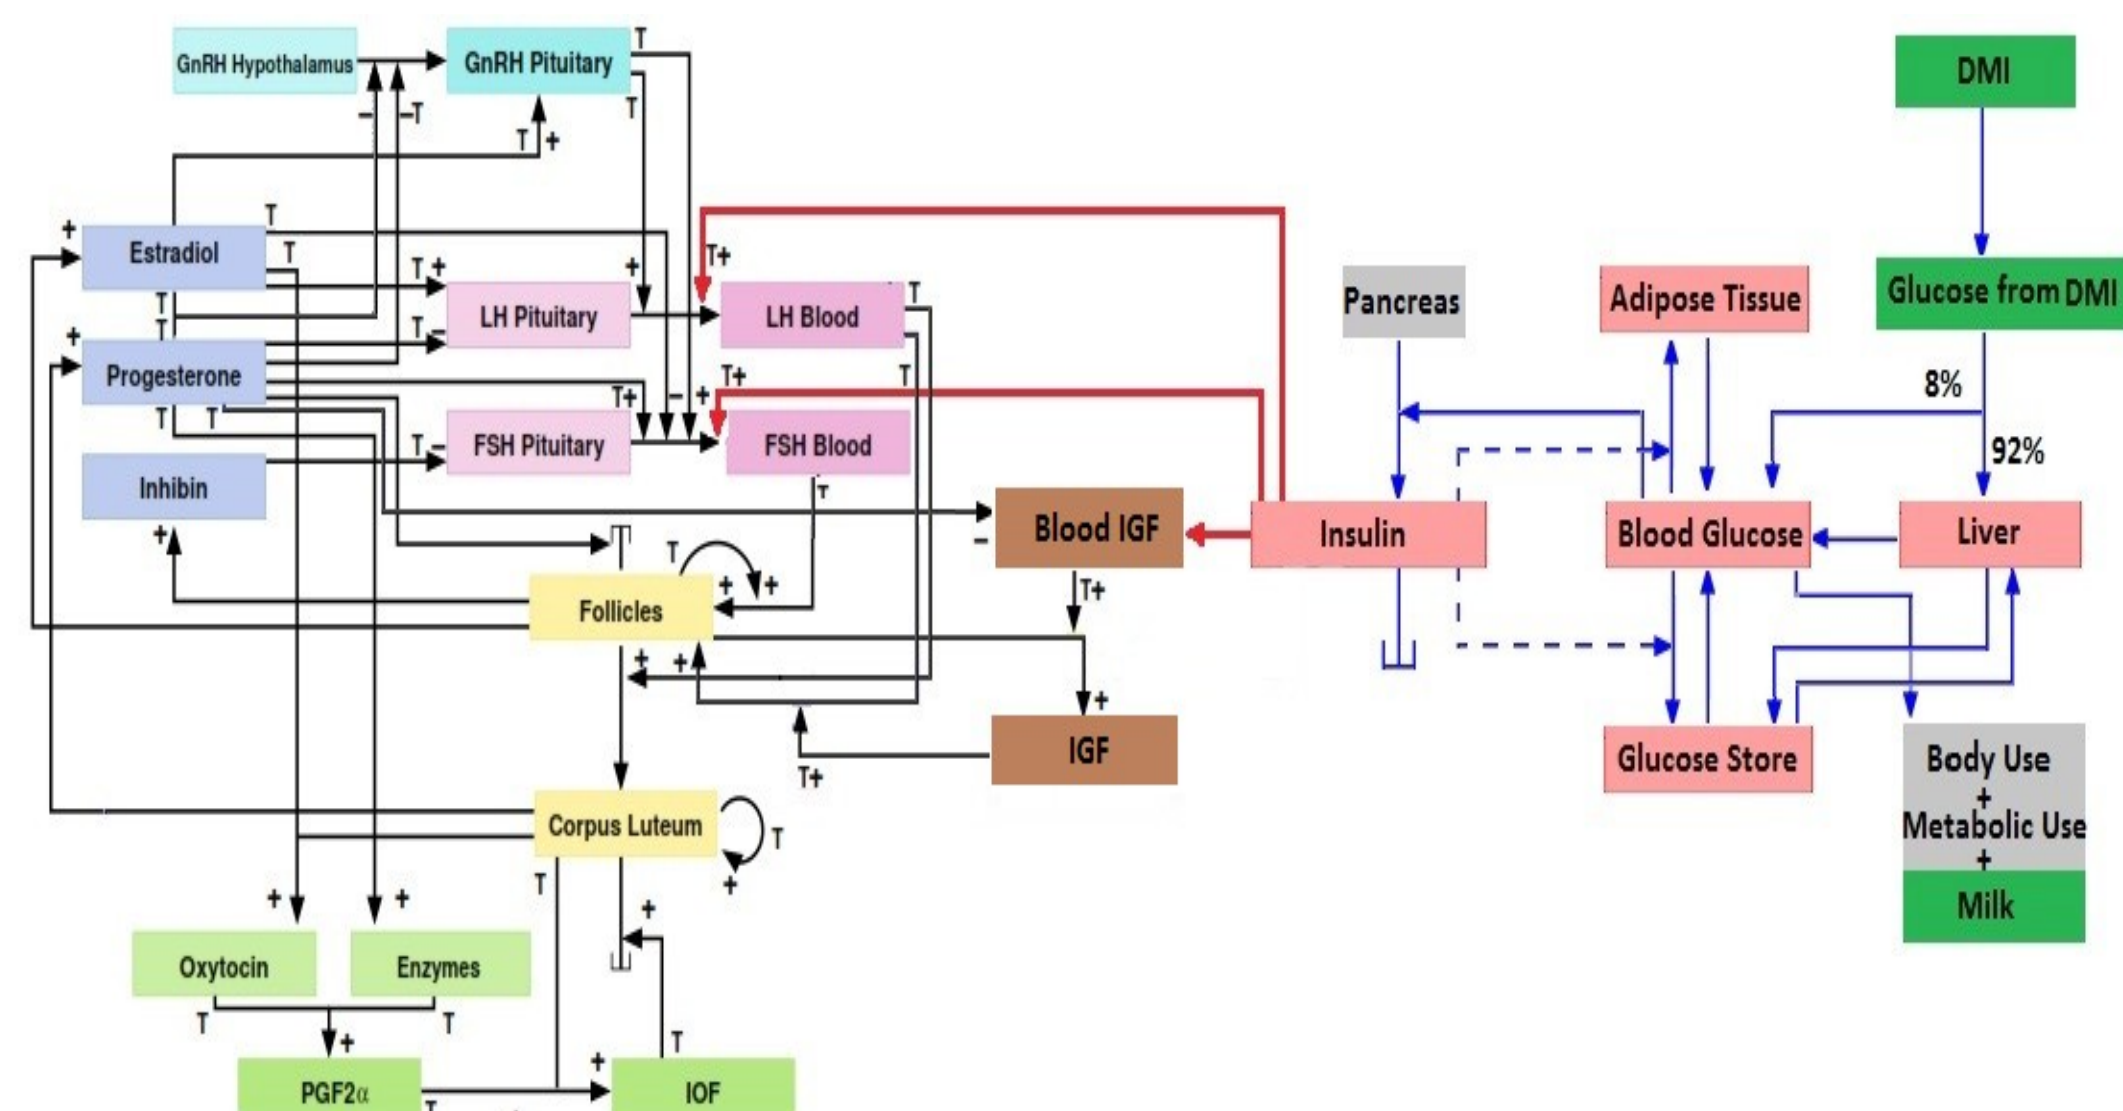 GnRH Hypothalamus
GnRH Pituitary
T
T
–
–T
T
+
DMI
Estradiol
+
T
T
T
T
T +
LH Pituitary
+
T+
LH Blood
T
Pancreas
Adipose Tissue
Glucose from DMI
Progesterone
+
T –
T
T
T+
–
+
T+
T
8%
92%
Inhibin
+
T –
FSH Pituitary
FSH Blood
T
Blood IGF
–
T+
Insulin
Blood Glucose
Liver
Follicles
T
+
+
+
+
IGF
+
T+
Glucose Store
Body Use
+
Metabolic Use
+
Milk
Corpus Luteum
T
+
T
+
+
+
Oxytocin
Enzymes
T
T
+
PGF2α
T
+
T
IOF